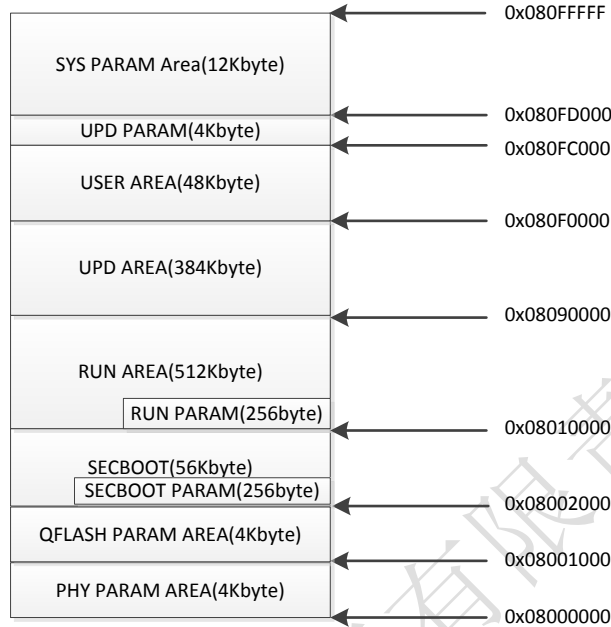 0x080FFFFF
SYS PARAM Area(12Kbyte)
0x080FD000
UPD PARAM(4Kbyte)
0x080FC000
USER AREA(48Kbyte)
0x080F0000
UPD AREA(384Kbyte)
0x08090000
RUN AREA(512Kbyte)
RUN PARAM(256byte)
0x08010000
SECBOOT(56Kbyte)
SECBOOT PARAM(256byte)
0x08002000
QFLASH PARAM AREA(4Kbyte)
0x08001000
PHY PARAM AREA(4Kbyte)
0x08000000
有限